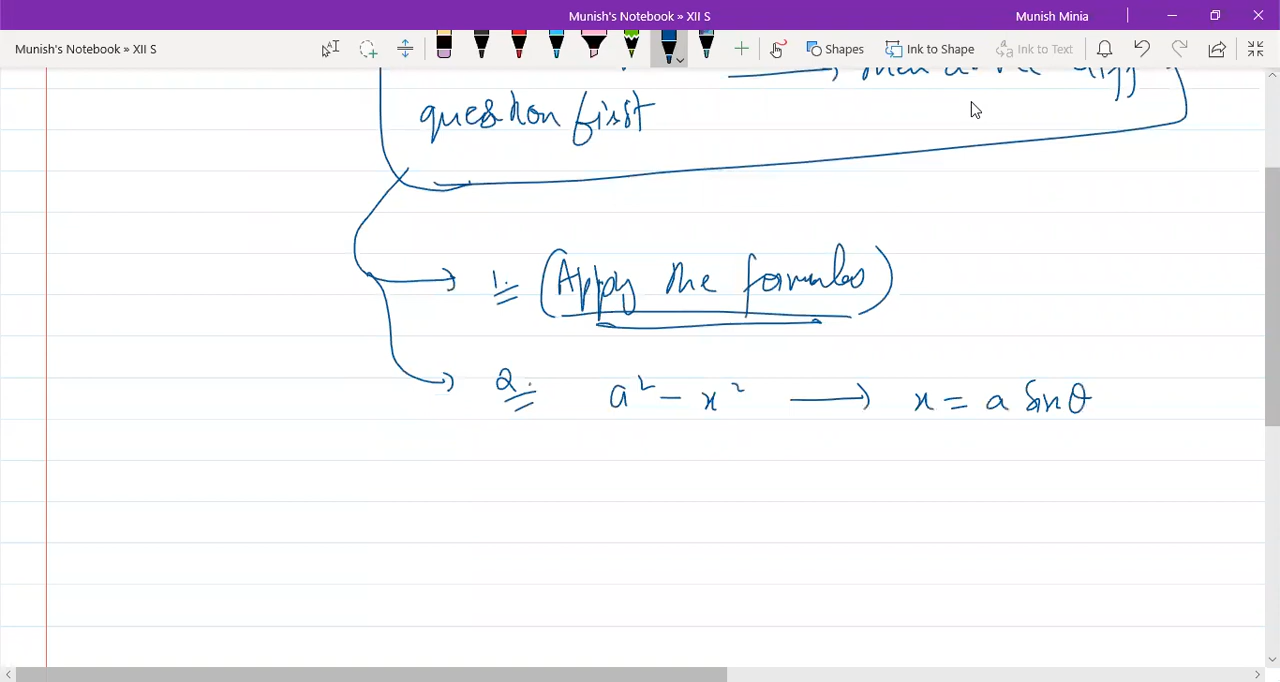 Munish's Notebook » XII S
Munish Minia
Munish's Notebook » XII S
Shapes
Ink to Shape
Ink to Text
then
question first
1. (Apply the formulas)
2. a² − x² → x = a Sinθ